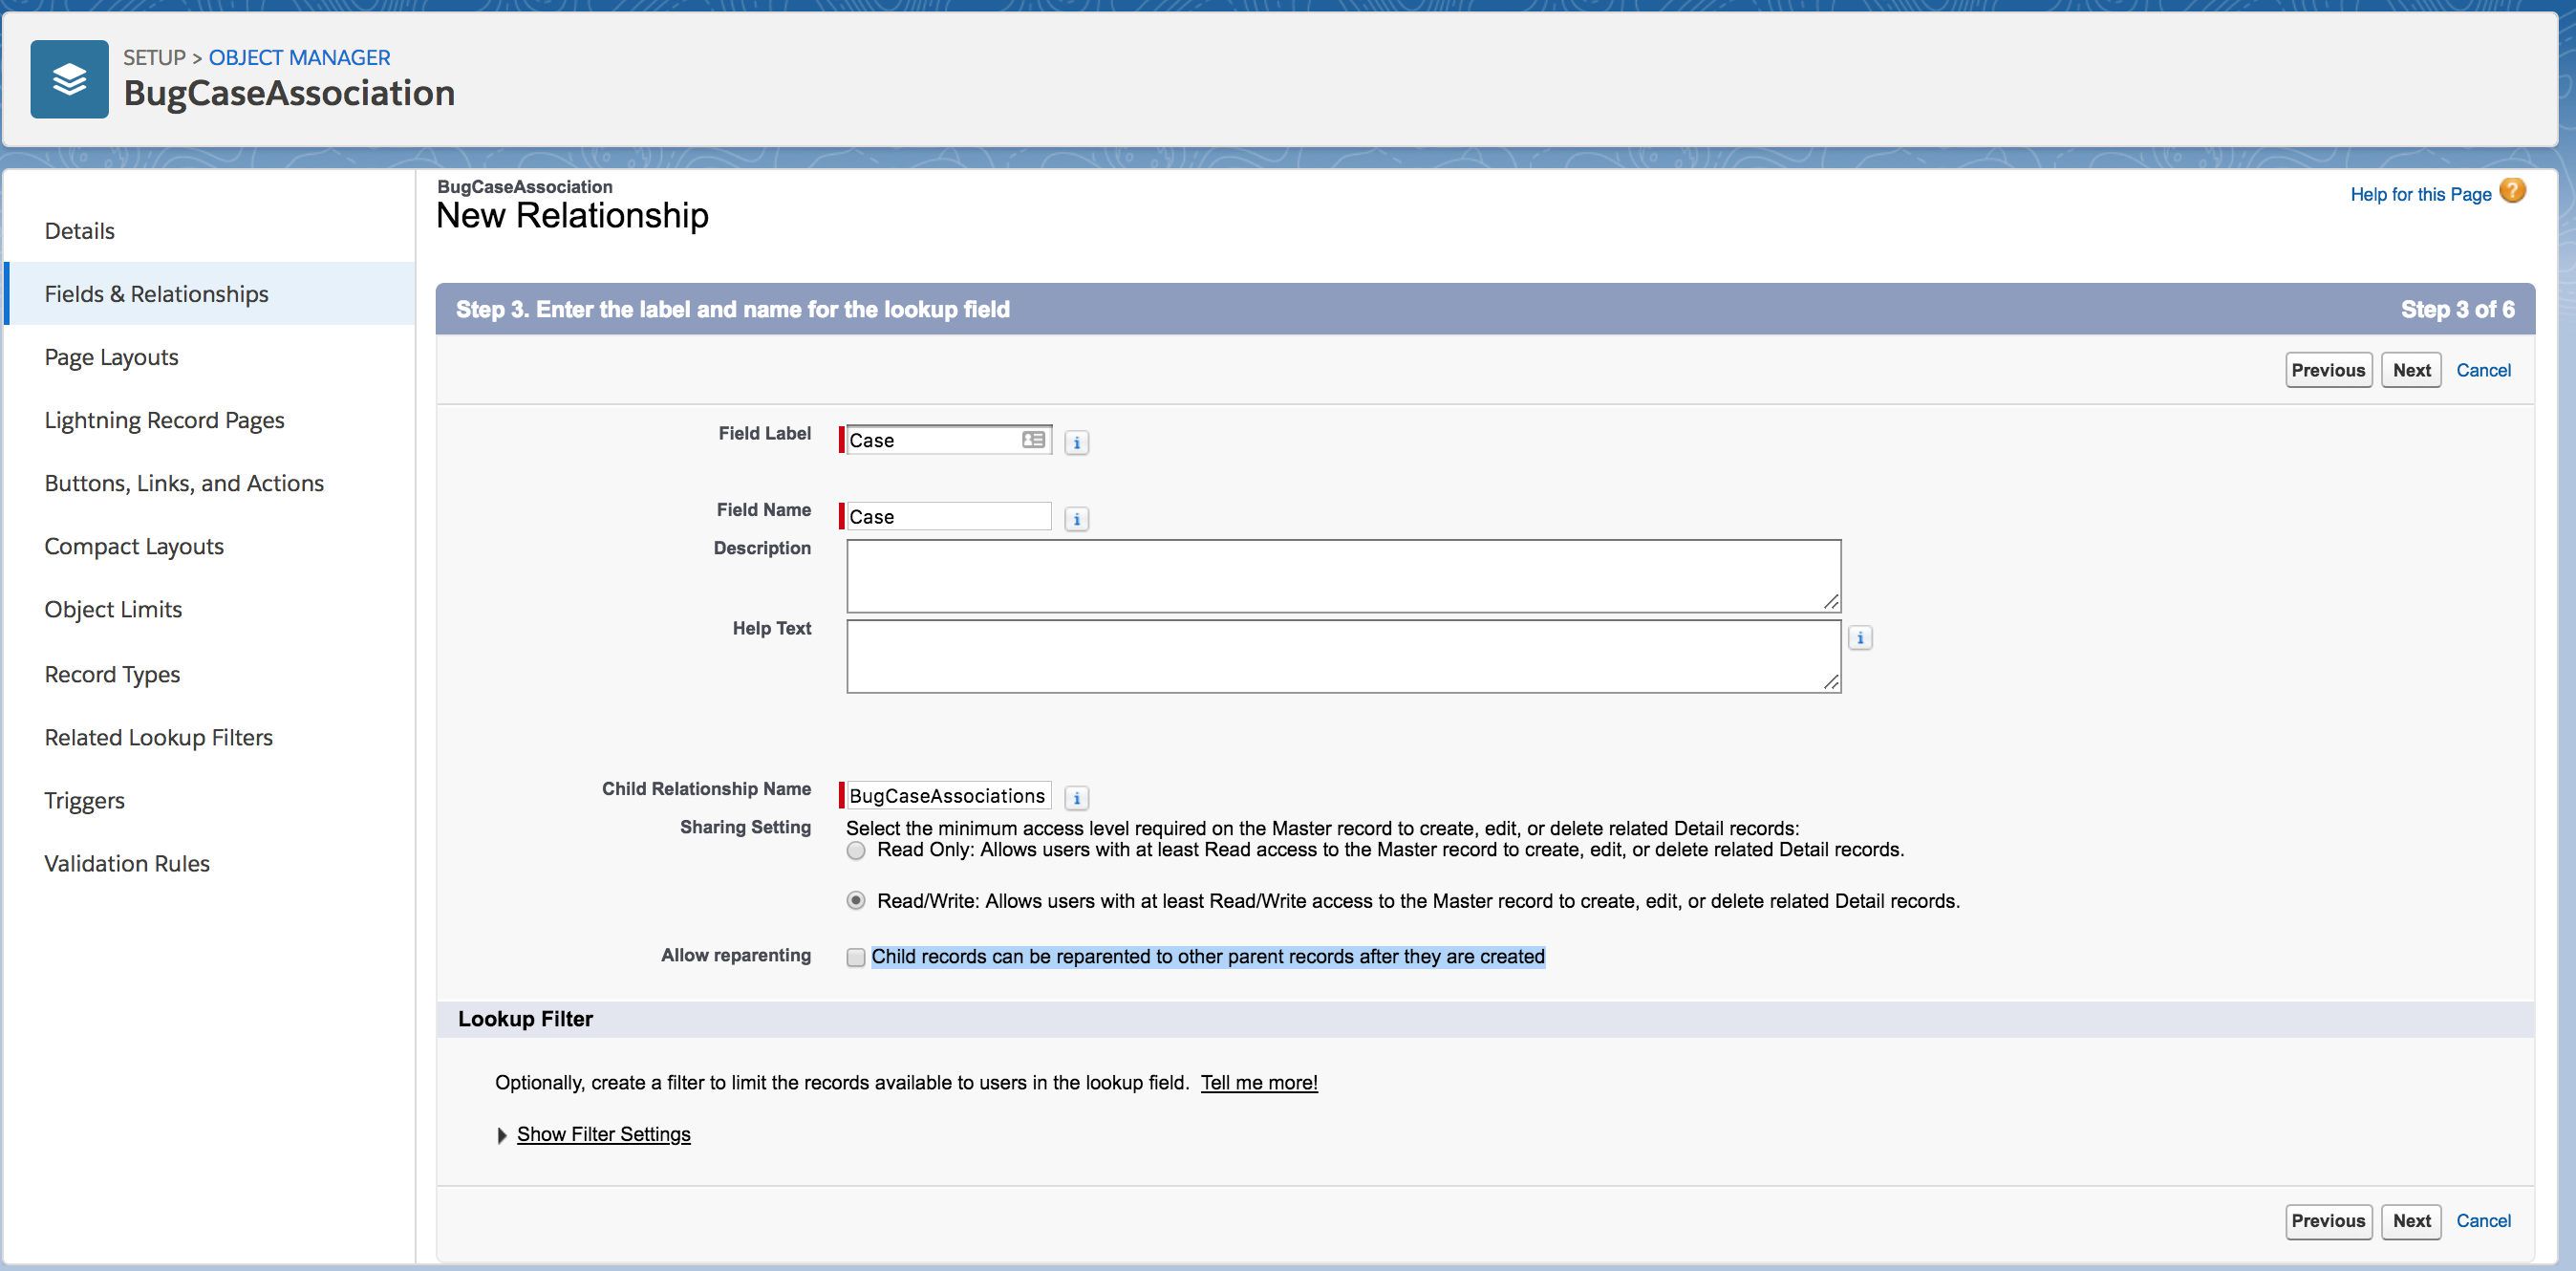 SETUP > OBJECT MANAGER
BugCaseAssociation
Details
Fields & Relationships
Page Layouts
Lightning Record Pages
Buttons, Links, and Actions
Compact Layouts
Object Limits
Record Types
Related Lookup Filters
Triggers
Validation Rules
BugCaseAssociation
New Relationship
Help for this Page ?
Step 3. Enter the label and name for the lookup field Step 3 of 6
Previous Next Cancel
Field Label Case i
Field Name Case i
Description
Help Text i
Child Relationship Name BugCaseAssociations i
Sharing Setting Select the minimum access level required on the Master record to create, edit, or delete related Detail records:
Read Only: Allows users with at least Read access to the Master record to create, edit, or delete related Detail records.
Read/Write: Allows users with at least Read/Write access to the Master record to create, edit, or delete related Detail records.
Allow reparenting Child records can be reparented to other parent records after they are created
Lookup Filter
Optionally, create a filter to limit the records available to users in the lookup field. Tell me more!
Show Filter Settings
Previous Next Cancel